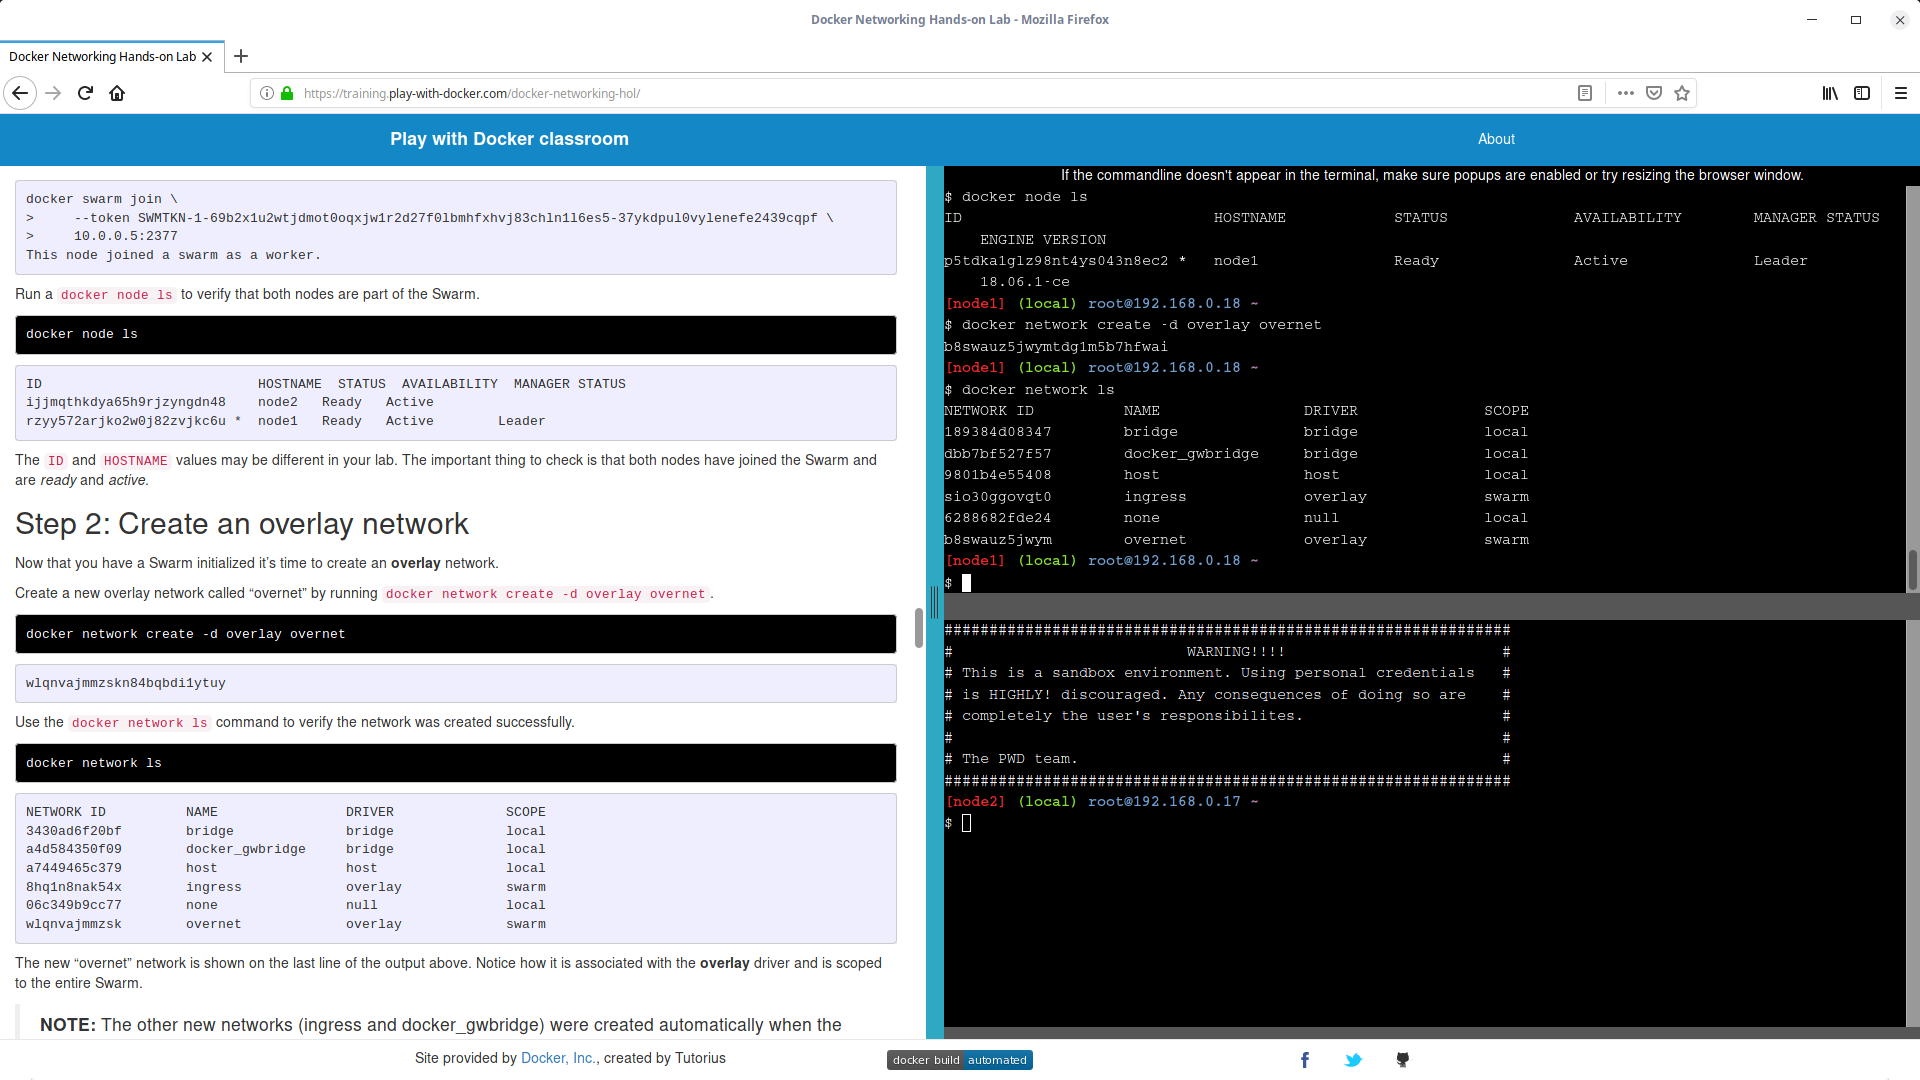 Docker Networking Hands-on Lab - Mozilla Firefox
Docker Networking Hands-on Lab
https://training.play-with-docker.com/docker-networking-hol/
Play with Docker classroom
About
docker swarm join \
>     --token SWMTKN-1-69b2x1u2wtjdmot0oqxjw1r2d27f0lbmhfxhvj83chln1l6es5-37ykdpul0vylenefe2439cqpf \
>     10.0.0.5:2377
This node joined a swarm as a worker.
Run a docker node ls to verify that both nodes are part of the Swarm.
docker node ls
ID                           HOSTNAME  STATUS  AVAILABILITY  MANAGER STATUS
ijjmqthkdya65h9rjzyngdn48    node2   Ready   Active
rzyy572arjko2w0j82zvjkc6u *  node1   Ready   Active        Leader
The ID and HOSTNAME values may be different in your lab. The important thing to check is that both nodes have joined the Swarm and
are ready and active.
Step 2: Create an overlay network
Now that you have a Swarm initialized it’s time to create an overlay network.
Create a new overlay network called “overnet” by running docker network create -d overlay overnet.
docker network create -d overlay overnet
wlqnvajmmzskn84bqbdi1ytuy
Use the docker network ls command to verify the network was created successfully.
docker network ls
NETWORK ID          NAME                DRIVER              SCOPE
3430ad6f20bf        bridge              bridge              local
a4d584350f09        docker_gwbridge     bridge              local
a7449465c379        host                host                local
8hq1n8nak54x        ingress             overlay             swarm
06c349b9cc77        none                null                local
wlqnvajmmzsk        overnet             overlay             swarm
The new “overnet” network is shown on the last line of the output above. Notice how it is associated with the overlay driver and is scoped
to the entire Swarm.
NOTE: The other new networks (ingress and docker_gwbridge) were created automatically when the
If the commandline doesn't appear in the terminal, make sure popups are enabled or try resizing the browser window.
$ docker node ls
ID                            HOSTNAME            STATUS              AVAILABILITY        MANAGER STATUS
    ENGINE VERSION
p5tdka1glz98nt4ys043n8ec2 *   node1               Ready               Active              Leader
    18.06.1-ce
[node1] (local) root@192.168.0.18 ~
$ docker network create -d overlay overnet
b8swauz5jwymtdg1m5b7hfwai
[node1] (local) root@192.168.0.18 ~
$ docker network ls
NETWORK ID          NAME                DRIVER              SCOPE
189384d08347        bridge              bridge              local
dbb7bf527f57        docker_gwbridge     bridge              local
9801b4e55408        host                host                local
sio30ggovqt0        ingress             overlay             swarm
6288682fde24        none                null                local
b8swauz5jwym        overnet             overlay             swarm
[node1] (local) root@192.168.0.18 ~
$
###############################################################
#                          WARNING!!!!                        #
# This is a sandbox environment. Using personal credentials   #
# is HIGHLY! discouraged. Any consequences of doing so are    #
# completely the user's responsibilites.                      #
#                                                             #
# The PWD team.                                               #
###############################################################
[node2] (local) root@192.168.0.17 ~
$
Site provided by Docker, Inc., created by Tutorius
docker build automated